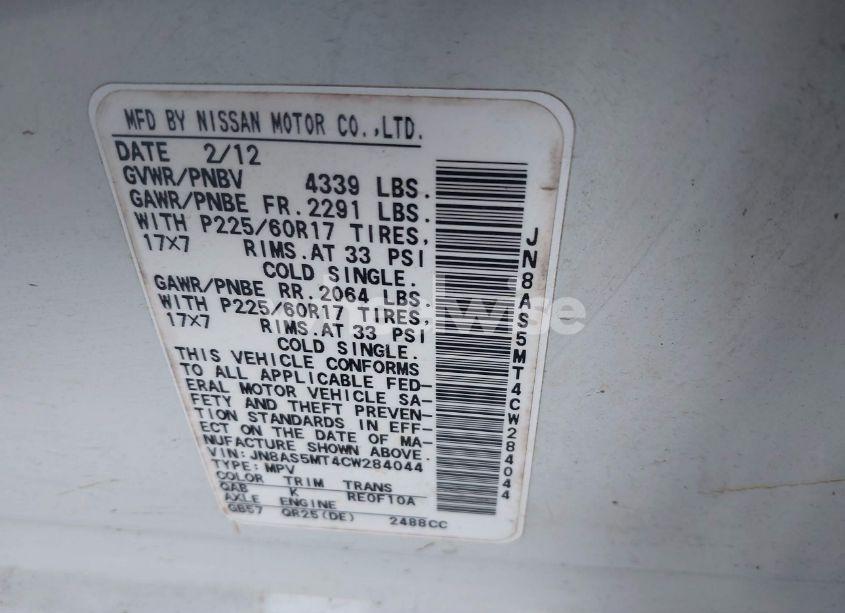 MFD BY NISSAN MOTOR CO.,LTD.
DATE 2/12
GVWR/PNBV 4339 LBS.
GAWR/PNBE FR.2291 LBS.
WITH P225/60R17 TIRES,
17X7 RIMS.AT 33 PSI
COLD SINGLE.
GAWR/PNBE RR.2064 LBS.
WITH P225/60R17 TIRES,
17X7 RIMS.AT 33 PSI
COLD SINGLE.
THIS VEHICLE CONFORMS
TO ALL APPLICABLE FED-
ERAL MOTOR VEHICLE SA-
FETY AND THEFT PREVEN-
TION STANDARDS IN EFF-
ECT ON THE DATE OF MA-
NUFACTURE SHOWN ABOVE.
VIN:JN8AS5MT4CW284044
TYPE:MPV
COLOR TRIM TRANS
QAB K RE0F10A
AXLE ENGINE
GB57 QR25(DE) 2488CC
JN8AS5MT4CW284044